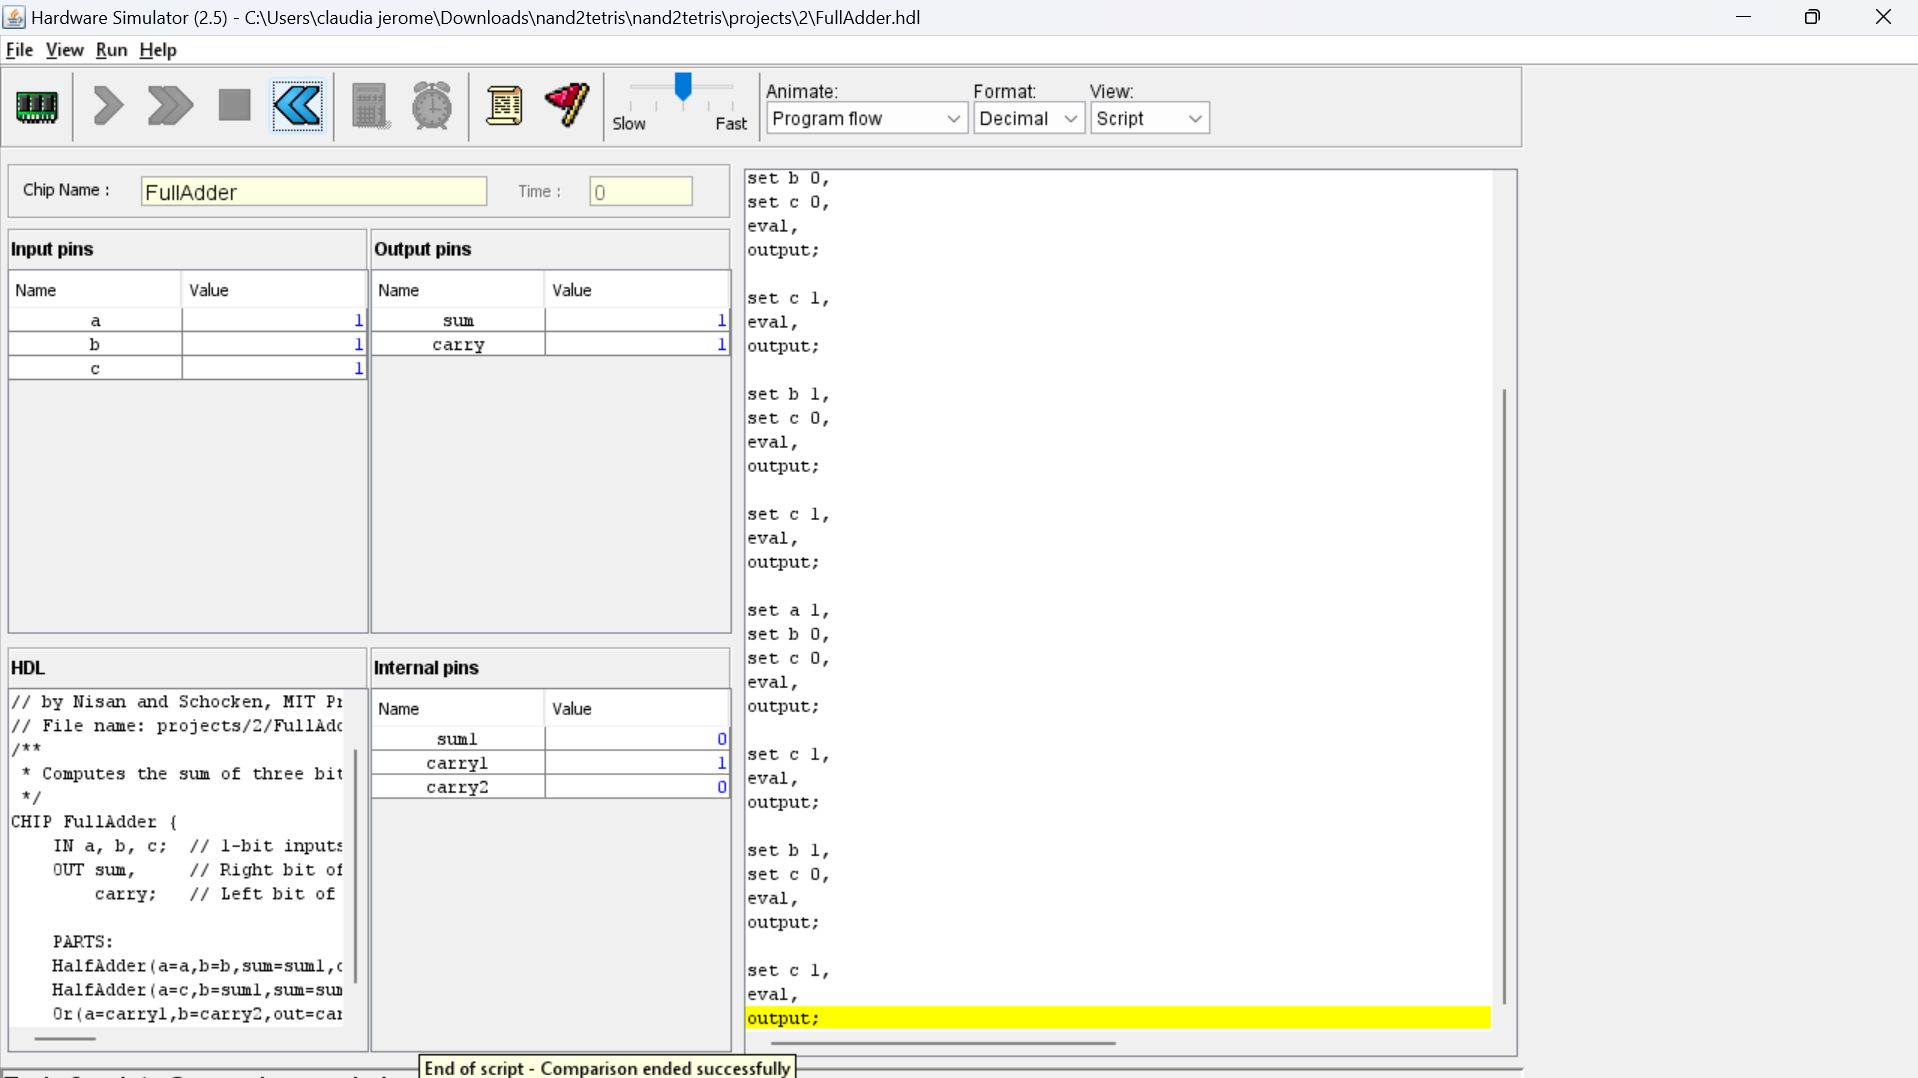 Hardware Simulator (2.5) - C:\Users\claudia jerome\Downloads\nand2tetris\nand2tetris\projects\2\FullAdder.hdl
File View Run Help
Slow Fast
Animate: Format: View:
Program flow Decimal Script
Chip Name : FullAdder Time : 0
Input pins
Name Value
a 1
b 1
c 1
Output pins
Name Value
sum 1
carry 1
HDL
// by Nisan and Schocken, MIT Pr
// File name: projects/2/FullAdd
/**
* Computes the sum of three bit
*/
CHIP FullAdder {
IN a, b, c; // 1-bit inputs
OUT sum, // Right bit of
carry; // Left bit of
PARTS:
HalfAdder(a=a,b=b,sum=sum1,c
HalfAdder(a=c,b=sum1,sum=sum
Or(a=carry1,b=carry2,out=car
Internal pins
Name Value
sum1 0
carry1 1
carry2 0
set b 0,
set c 0,
eval,
output;
set c 1,
eval,
output;
set b 1,
set c 0,
eval,
output;
set c 1,
eval,
output;
set a 1,
set b 0,
set c 0,
eval,
output;
set c 1,
eval,
output;
set b 1,
set c 0,
eval,
output;
set c 1,
eval,
output;
End of script - Comparison ended successfully